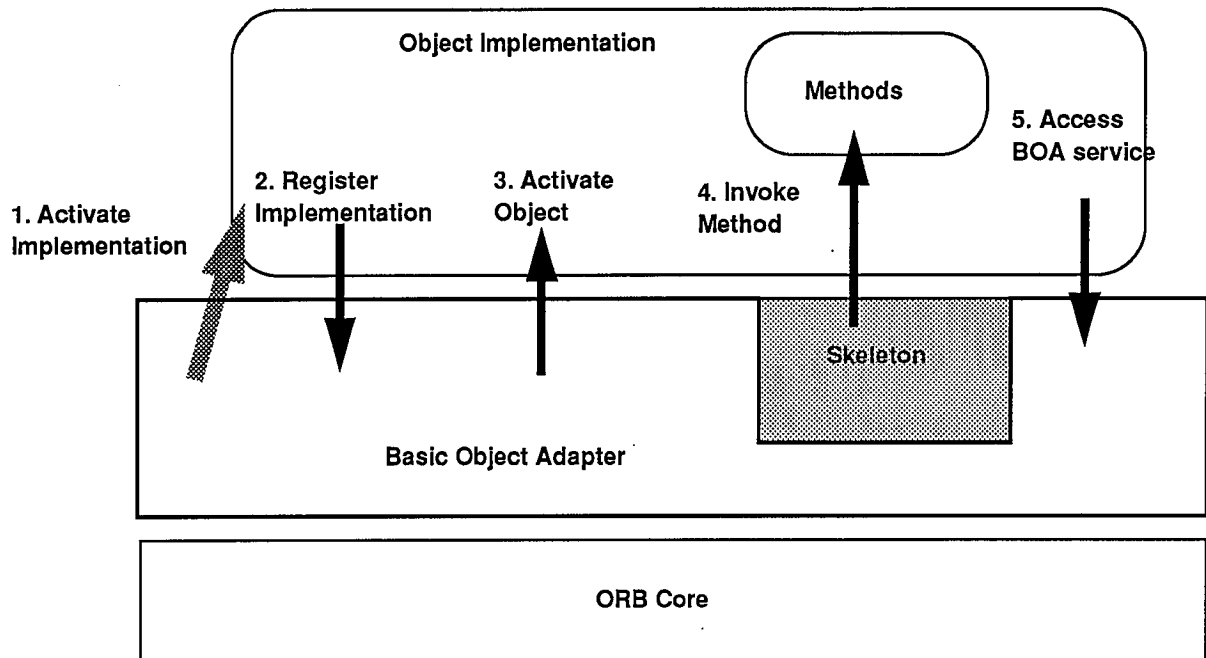 Object Implementation
Methods
5. Access
BOA service
2. Register
Implementation
3. Activate
Object
4. Invoke
Method
1. Activate
Implementation
Skeleton
Basic Object Adapter
ORB Core